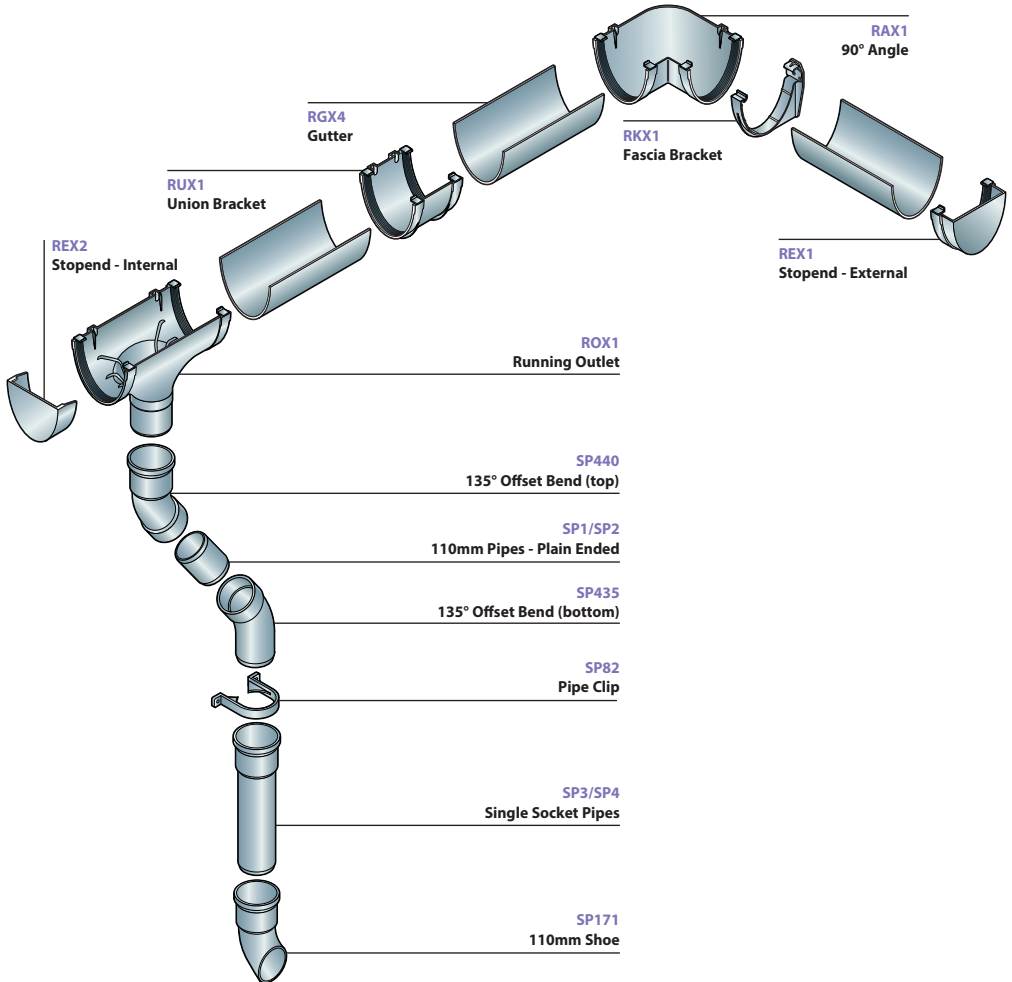 RAX1
90° Angle
RGX4
Gutter
RKX1
Fascia Bracket
RUX1
Union Bracket
REX2
Stopend - Internal
REX1
Stopend - External
ROX1
Running Outlet
SP440
135° Offset Bend (top)
SP1/SP2
110mm Pipes - Plain Ended
SP435
135° Offset Bend (bottom)
SP82
Pipe Clip
SP3/SP4
Single Socket Pipes
SP171
110mm Shoe